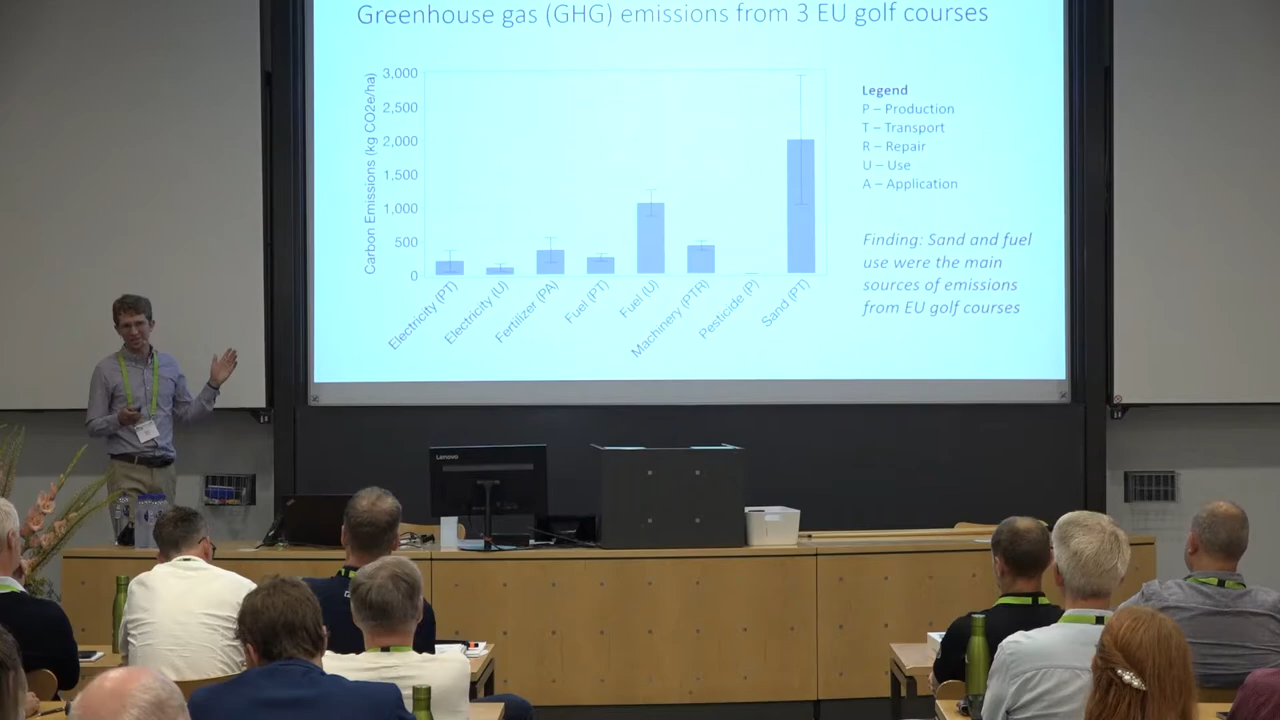 Greenhouse gas (GHG) emissions from 3 EU golf courses
Carbon Emissions (kg CO2e/ha)
3,000
2,500
2,000
1,500
1,000
500
0
Electricity (PT)
Electricity (U)
Fertilizer (PA)
Fuel (PT)
Fuel (U)
Machinery (PTR)
Pesticide (P)
Sand (PT)
Legend
P – Production
T – Transport
R – Repair
U – Use
A – Application
Finding: Sand and fuel
use were the main
sources of emissions
from EU golf courses
Lenovo